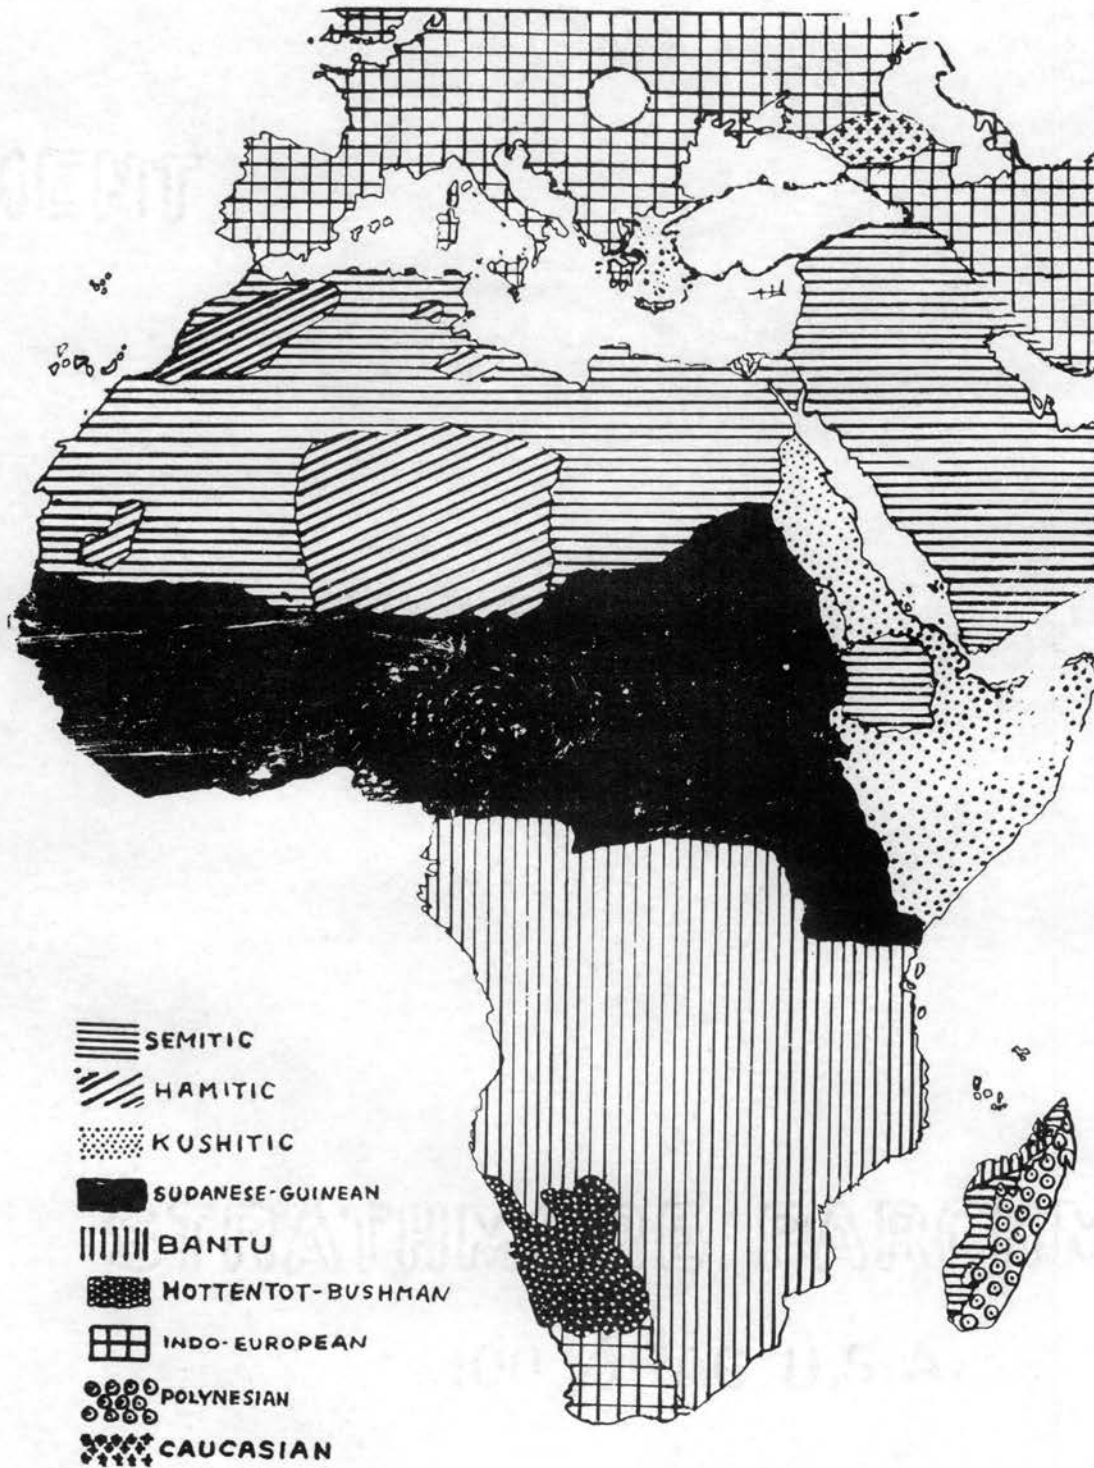 SEMITIC
HAMITIC
KUSHITIC
SUDANESE-GUINEAN
BANTU
HOTTENTOT-BUSHMAN
INDO-EUROPEAN
POLYNESIAN
CAUCASIAN